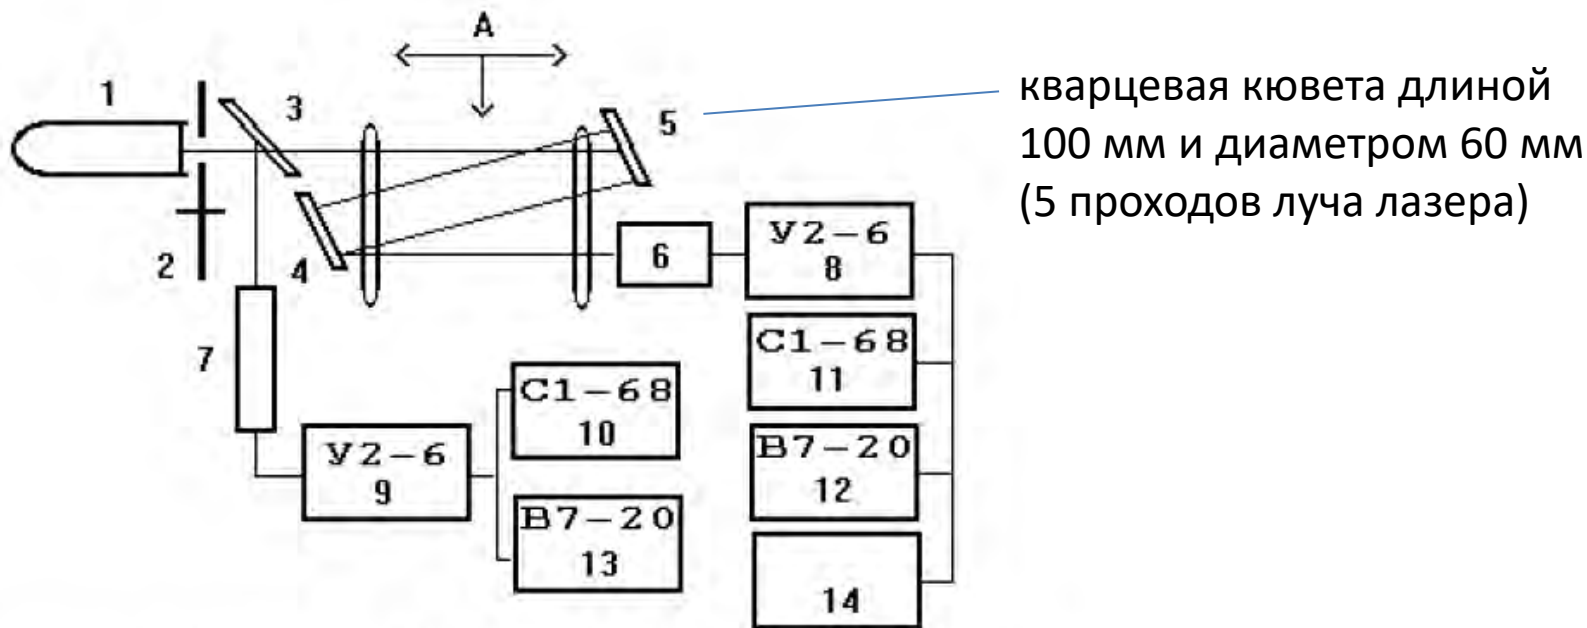 A
1
3
5
кварцевая кювета длиной
100 мм и диаметром 60 мм
(5 проходов луча лазера)
2
4
6
У2-6
8
7
С1-68
11
С1-68
10
У2-6
9
В7-20
12
В7-20
13
14